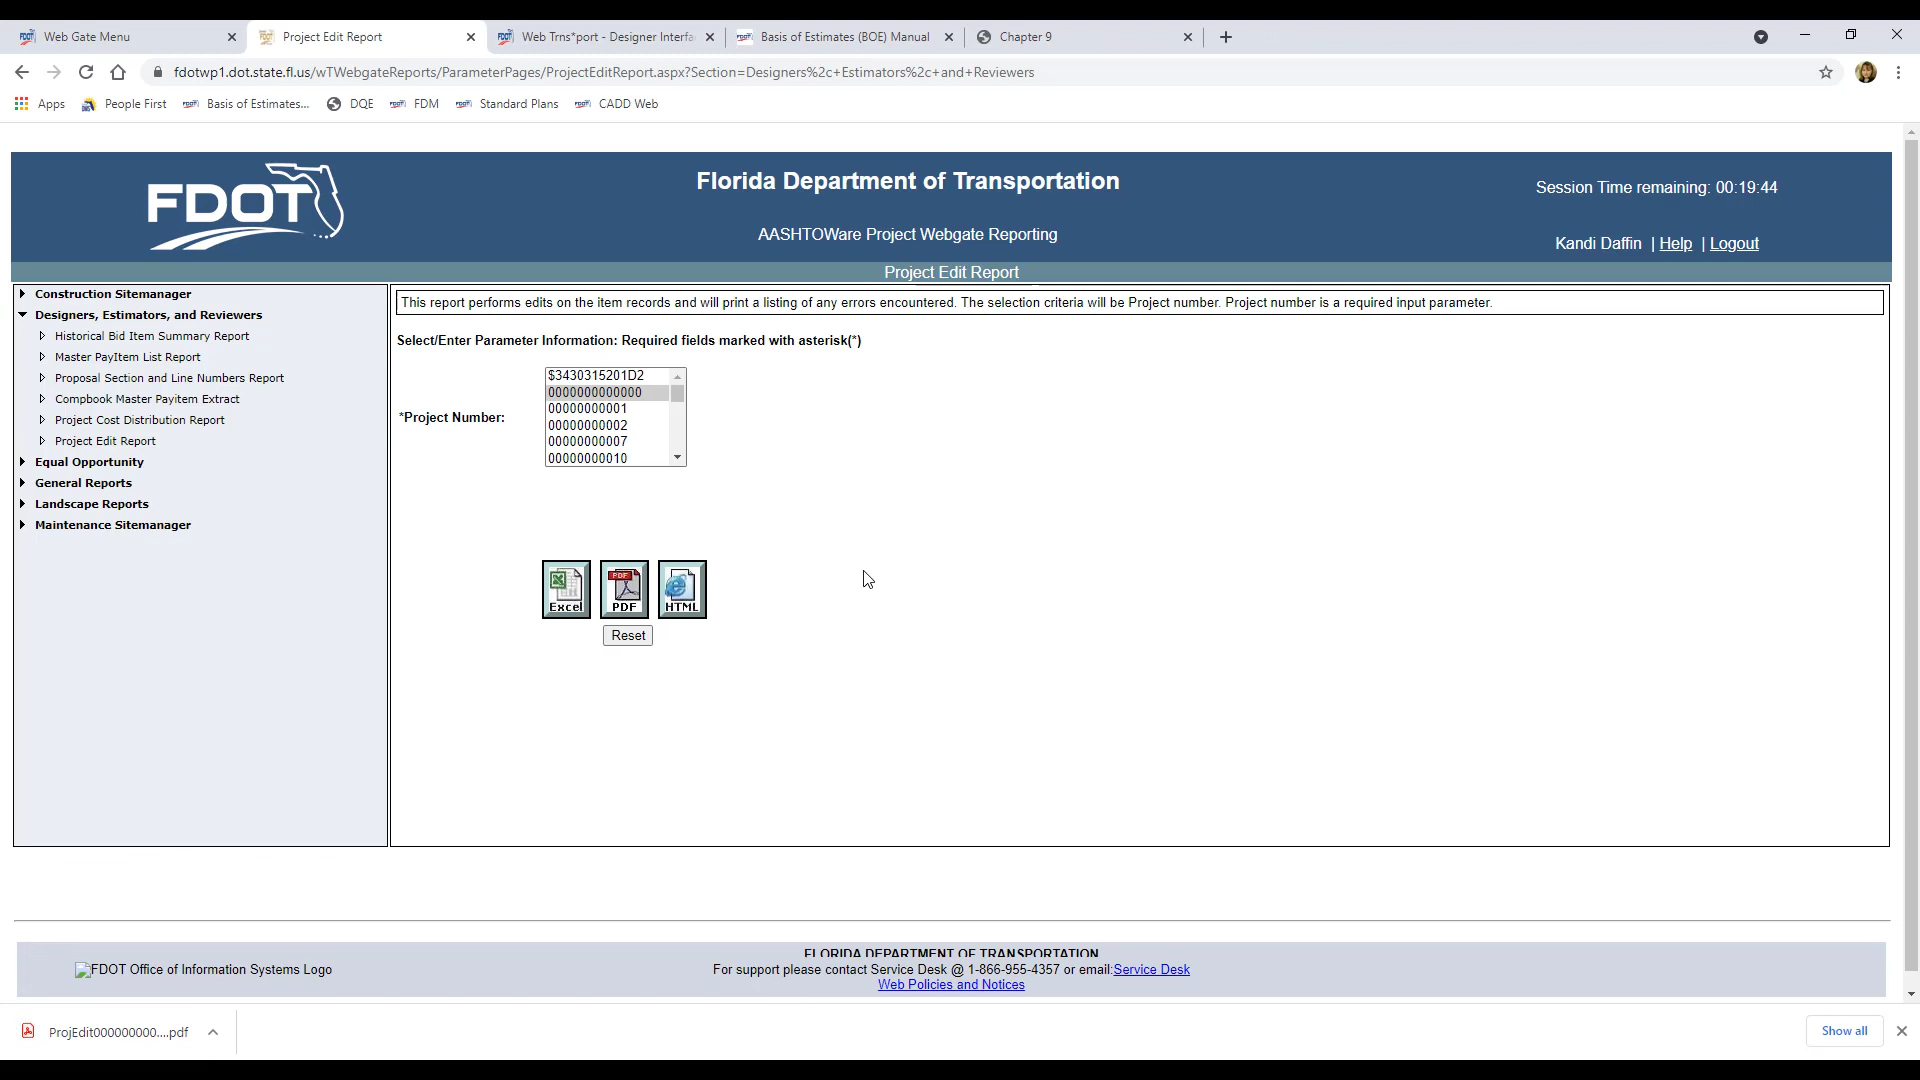 Web Gate Menu
Project Edit Report
Web Trns*port - Designer Interfa
Basis of Estimates (BOE) Manual
Chapter 9
fdotwp1.dot.state.fl.us/wTWebgateReports/ParameterPages/ProjectEditReport.aspx?Section=Designers%2c+Estimators%2c+and+Reviewers
Apps
People First
Basis of Estimates...
DQE
FDM
Standard Plans
CADD Web
FDOT
Florida Department of Transportation
AASHTOWare Project Webgate Reporting
Session Time remaining: 00:19:44
Kandi Daffin | Help | Logout
Project Edit Report
Construction Sitemanager
Designers, Estimators, and Reviewers
Historical Bid Item Summary Report
Master PayItem List Report
Proposal Section and Line Numbers Report
Compbook Master Payitem Extract
Project Cost Distribution Report
Project Edit Report
Equal Opportunity
General Reports
Landscape Reports
Maintenance Sitemanager
This report performs edits on the item records and will print a listing of any errors encountered. The selection criteria will be Project number. Project number is a required input parameter.
Select/Enter Parameter Information: Required fields marked with asterisk(*)
*Project Number:
$3430315201D2
0000000000000
00000000001
00000000002
00000000007
00000000010
Excel
PDF
PDF
HTML
Reset
FDOT Office of Information Systems Logo
FLORIDA DEPARTMENT OF TRANSPORTATION
For support please contact Service Desk @ 1-866-955-4357 or email:Service Desk
Web Policies and Notices
ProjEdit000000000....pdf
Show all